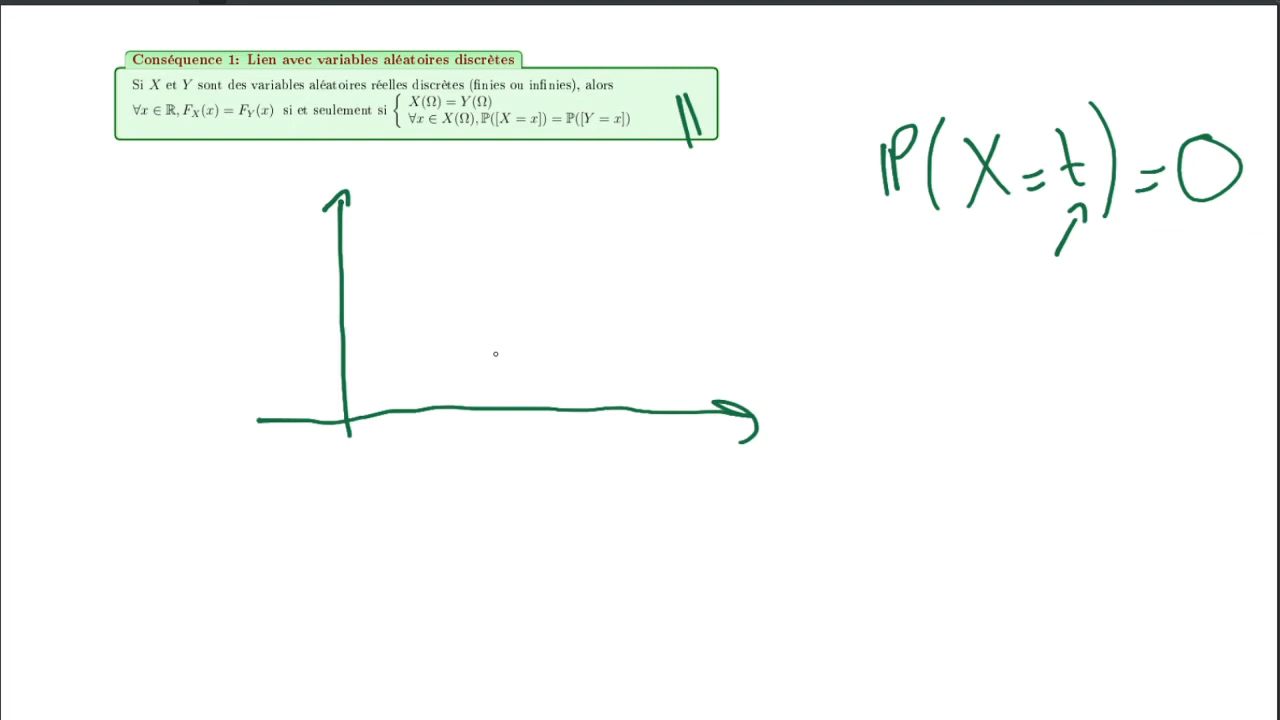 Conséquence 1: Lien avec variables aléatoires discrètes
Si X et Y sont des variables aléatoires réelles discrètes (finies ou infinies), alors
∀x ∈ ℝ, F_X(x) = F_Y(x) si et seulement si { X(Ω) = Y(Ω)
∀x ∈ X(Ω), ℙ([X = x]) = ℙ([Y = x])
ℙ(X = t) = 0